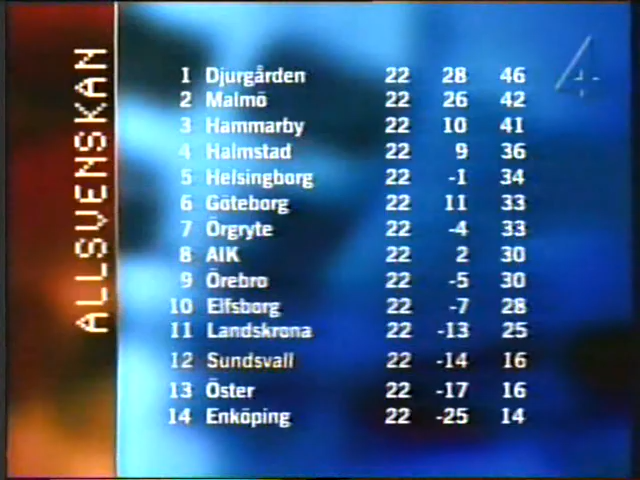 ALLSVENSKAN
1 Djurgården 22 28 46
2 Malmö 22 26 42
3 Hammarby 22 10 41
4 Halmstad 22 9 36
5 Helsingborg 22 -1 34
6 Göteborg 22 11 33
7 Örgryte 22 -4 33
8 AIK 22 2 30
9 Örebro 22 -5 30
10 Elfsborg 22 -7 28
11 Landskrona 22 -13 25
12 Sundsvall 22 -14 16
13 Öster 22 -17 16
14 Enköping 22 -25 14
4